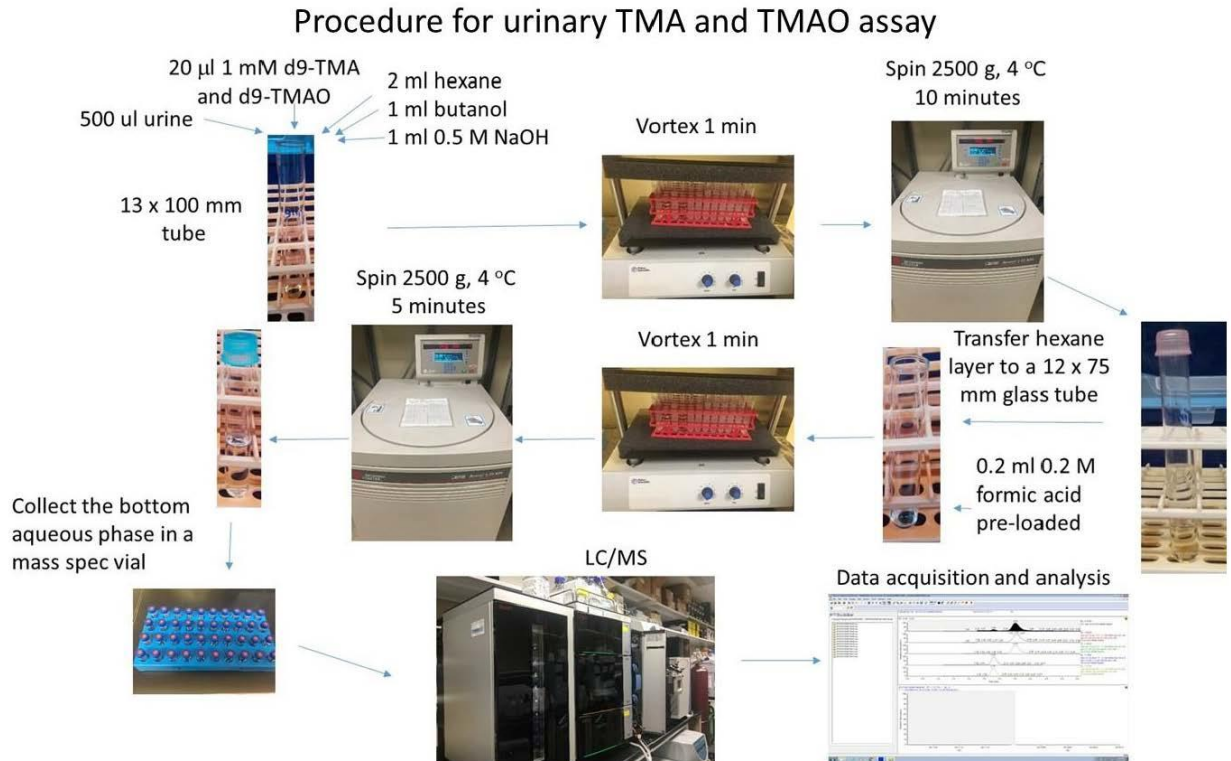 Procedure for urinary TMA and TMAO assay
20 µl 1 mM d9-TMA
and d9-TMAO
500 ul urine
2 ml hexane
1 ml butanol
1 ml 0.5 M NaOH
13 x 100 mm
tube
Vortex 1 min
Spin 2500 g, 4 °C
10 minutes
Transfer hexane
layer to a 12 x 75
mm glass tube
0.2 ml 0.2 M
formic acid
pre-loaded
Vortex 1 min
Spin 2500 g, 4 °C
5 minutes
Collect the bottom
aqueous phase in a
mass spec vial
LC/MS
Data acquisition and analysis